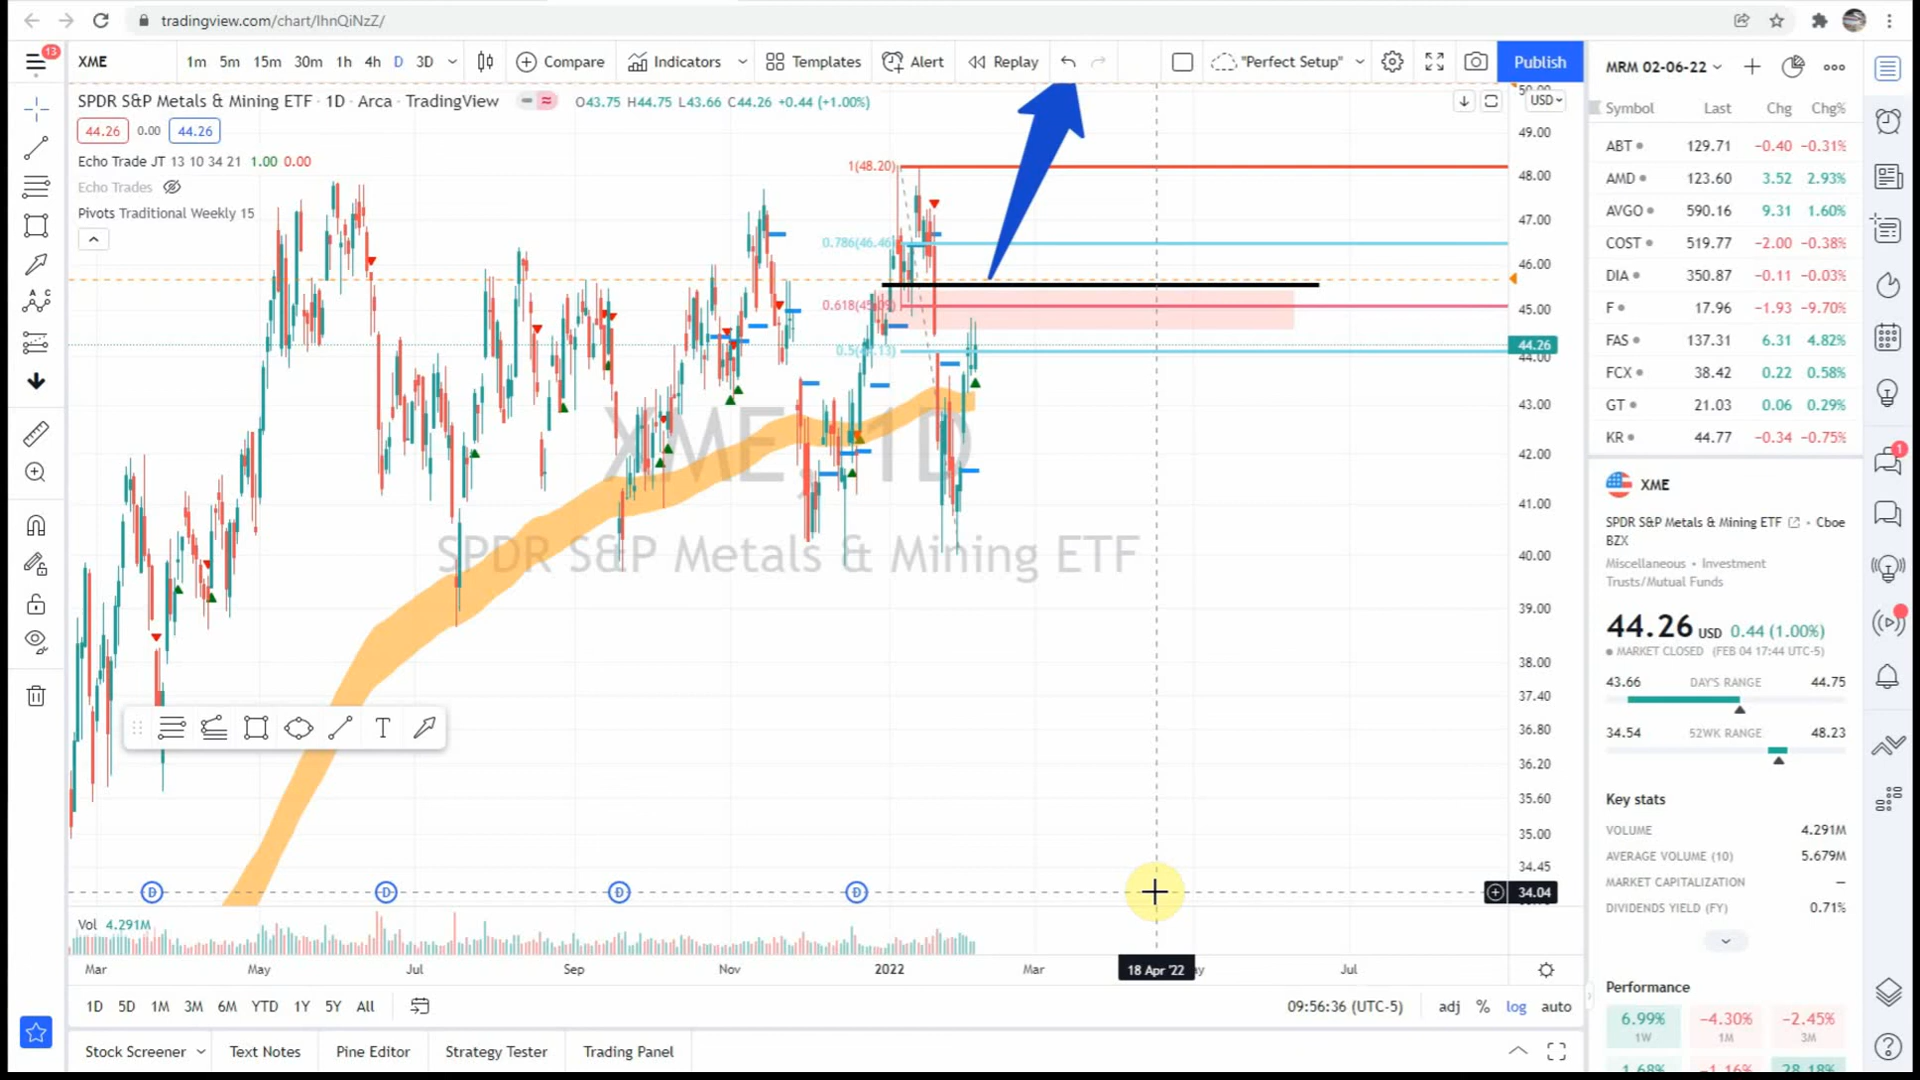 tradingview.com/chart/IhnQiNzZ/
13
XME 1m 5m 15m 30m 1h 4h D 3D Compare Indicators Templates Alert Replay "Perfect Setup" Publish
SPDR S&P Metals & Mining ETF · 1D · Arca · TradingView O43.75 H44.75 L43.66 C44.26 +0.44 (+1.00%)
44.26 0.00 44.26
Echo Trade JT 13 10 34 21 1.00 0.00
Echo Trades
Pivots Traditional Weekly 15
1(48.20)
0.786(46.46)
0.618(45.09)
XME, 1D
SPDR S&P Metals & Mining ETF
USD
50.00
49.00
48.00
47.00
46.00
45.00
44.26
44.00
43.00
42.00
41.00
40.00
39.00
38.00
37.40
36.80
36.20
35.60
35.00
34.45
34.04
T
D D D D
Vol 4.291M
Mar May Jul Sep Nov 2022 Mar 18 Apr '22 Jul
1D 5D 1M 3M 6M YTD 1Y 5Y All 09:56:36 (UTC-5) adj % log auto
Stock Screener Text Notes Pine Editor Strategy Tester Trading Panel
MRM 02-06-22
Symbol Last Chg Chg%
ABT 129.71 −0.40 −0.31%
AMD 123.60 3.52 2.93%
AVGO 590.16 9.31 1.60%
COST 519.77 −2.00 −0.38%
DIA 350.87 −0.11 −0.03%
F 17.96 −1.93 −9.70%
FAS 137.31 6.31 4.82%
FCX 38.42 0.22 0.58%
GT 21.03 0.06 0.29%
KR 44.77 −0.34 −0.75%
1
XME
SPDR S&P Metals & Mining ETF · Cboe
BZX
Miscellaneous · Investment
Trusts/Mutual Funds
44.26 USD 0.44 (1.00%)
MARKET CLOSED (FEB 04 17:44 UTC-5)
43.66 DAY'S RANGE 44.75
34.54 52WK RANGE 48.23
Key stats
VOLUME 4.291M
AVERAGE VOLUME (10) 5.679M
MARKET CAPITALIZATION —
DIVIDENDS YIELD (FY) 0.71%
Performance
6.99% −4.30% −2.45%
1W 1M 3M
1.68% −1.16% 28.18%